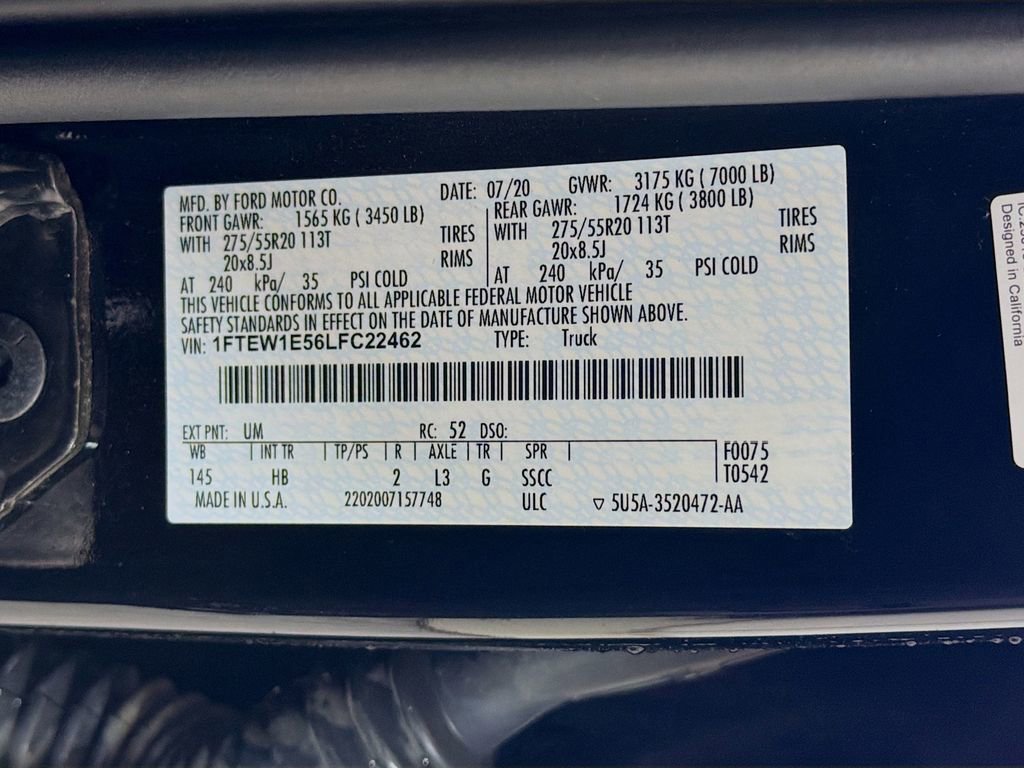 MFD. BY FORD MOTOR CO. DATE: 07/20 GVWR: 3175 KG ( 7000 LB)
FRONT GAWR: 1565 KG ( 3450 LB) REAR GAWR: 1724 KG ( 3800 LB)
WITH 275/55R20 113T TIRES WITH 275/55R20 113T TIRES
20x8.5J RIMS 20x8.5J RIMS
AT 240 kPa/ 35 PSI COLD AT 240 kPa/ 35 PSI COLD
THIS VEHICLE CONFORMS TO ALL APPLICABLE FEDERAL MOTOR VEHICLE
SAFETY STANDARDS IN EFFECT ON THE DATE OF MANUFACTURE SHOWN ABOVE.
VIN: 1FTEW1E56LFC22462 TYPE: Truck
EXT PNT: UM RC: 52 DSO:
WB INT TR TP/PS R AXLE TR SPR F0075
145 HB 2 L3 G SSCC T0542
MADE IN U.S.A. 2202007157748 ULC ▽ 5U5A-3520472-AA
Designed in California